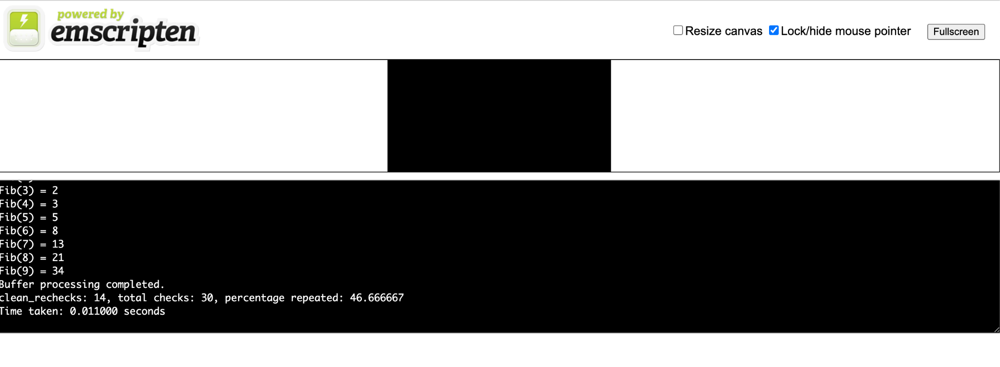 powered by
emscripten
Resize canvas Lock/hide mouse pointer Fullscreen
Fib(3) = 2
Fib(4) = 3
Fib(5) = 5
Fib(6) = 8
Fib(7) = 13
Fib(8) = 21
Fib(9) = 34
Buffer processing completed.
clean_rechecks: 14, total checks: 30, percentage repeated: 46.666667
Time taken: 0.011000 seconds